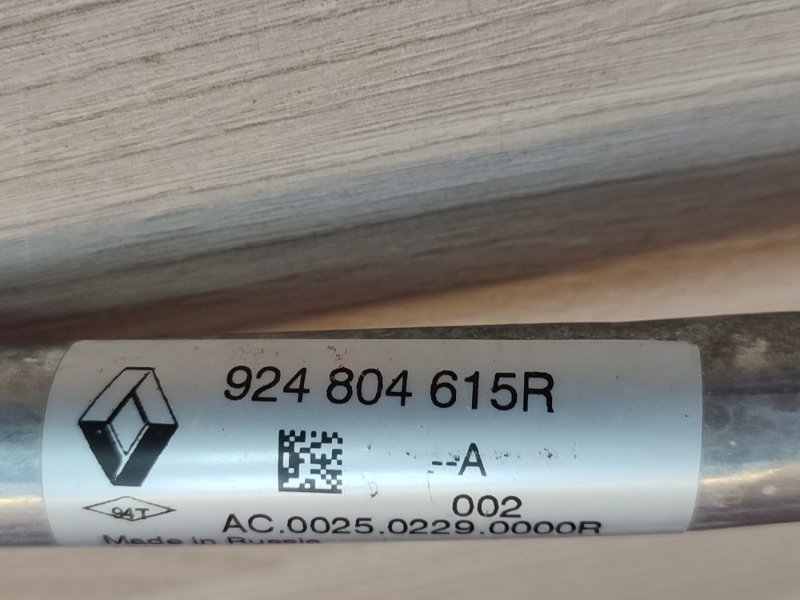 924 804 615R
--A
94T
002
AC.0025.0229.0000R
Made in Russia